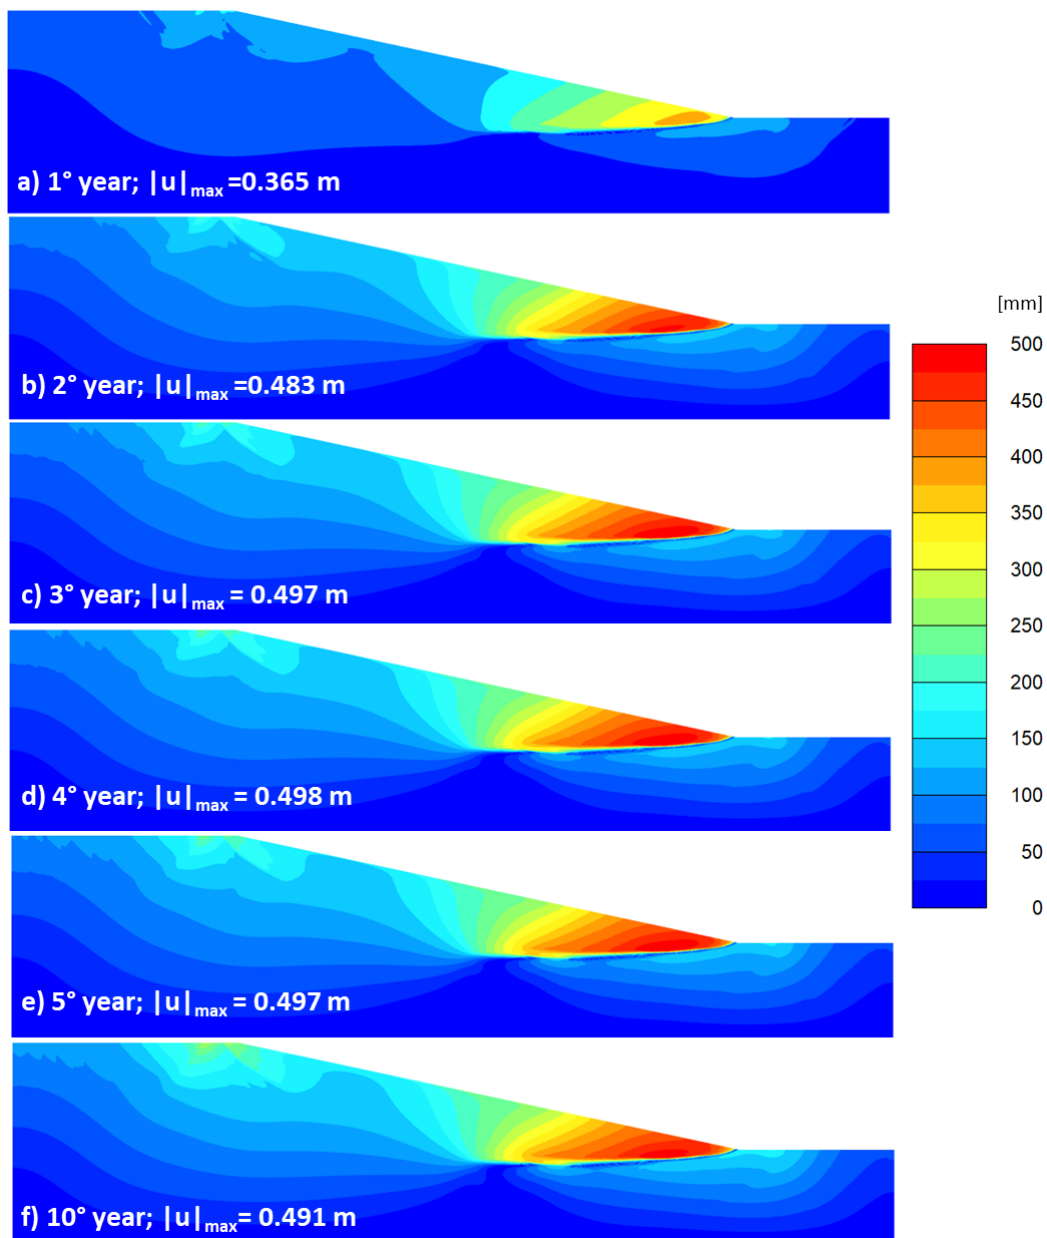 a) 1° year; |u|max =0.365 m
b) 2° year; |u|max =0.483 m
[mm]
500
450
400
350
300
250
200
150
100
50
0
c) 3° year; |u|max = 0.497 m
d) 4° year; |u|max = 0.498 m
e) 5° year; |u|max = 0.497 m
f) 10° year; |u|max = 0.491 m